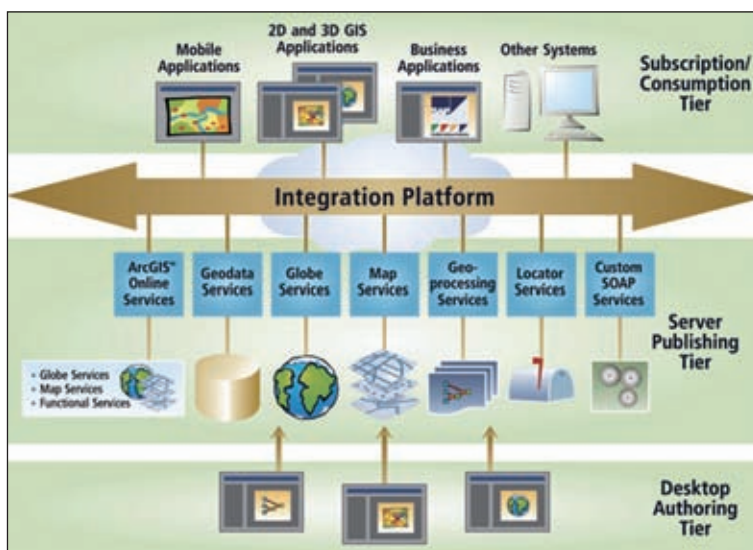 Mobile
Applications
2D and 3D GIS
Applications
Business
Applications
Other Systems
Subscription/
Consumption
Tier
Integration Platform
ArcGIS™
Online
Services
Geodata
Services
Globe
Services
Map
Services
Geo-
processing
Services
Locator
Services
Custom
SOAP
Services
• Globe Services
• Map Services
• Functional Services
Server
Publishing
Tier
Desktop
Authoring
Tier